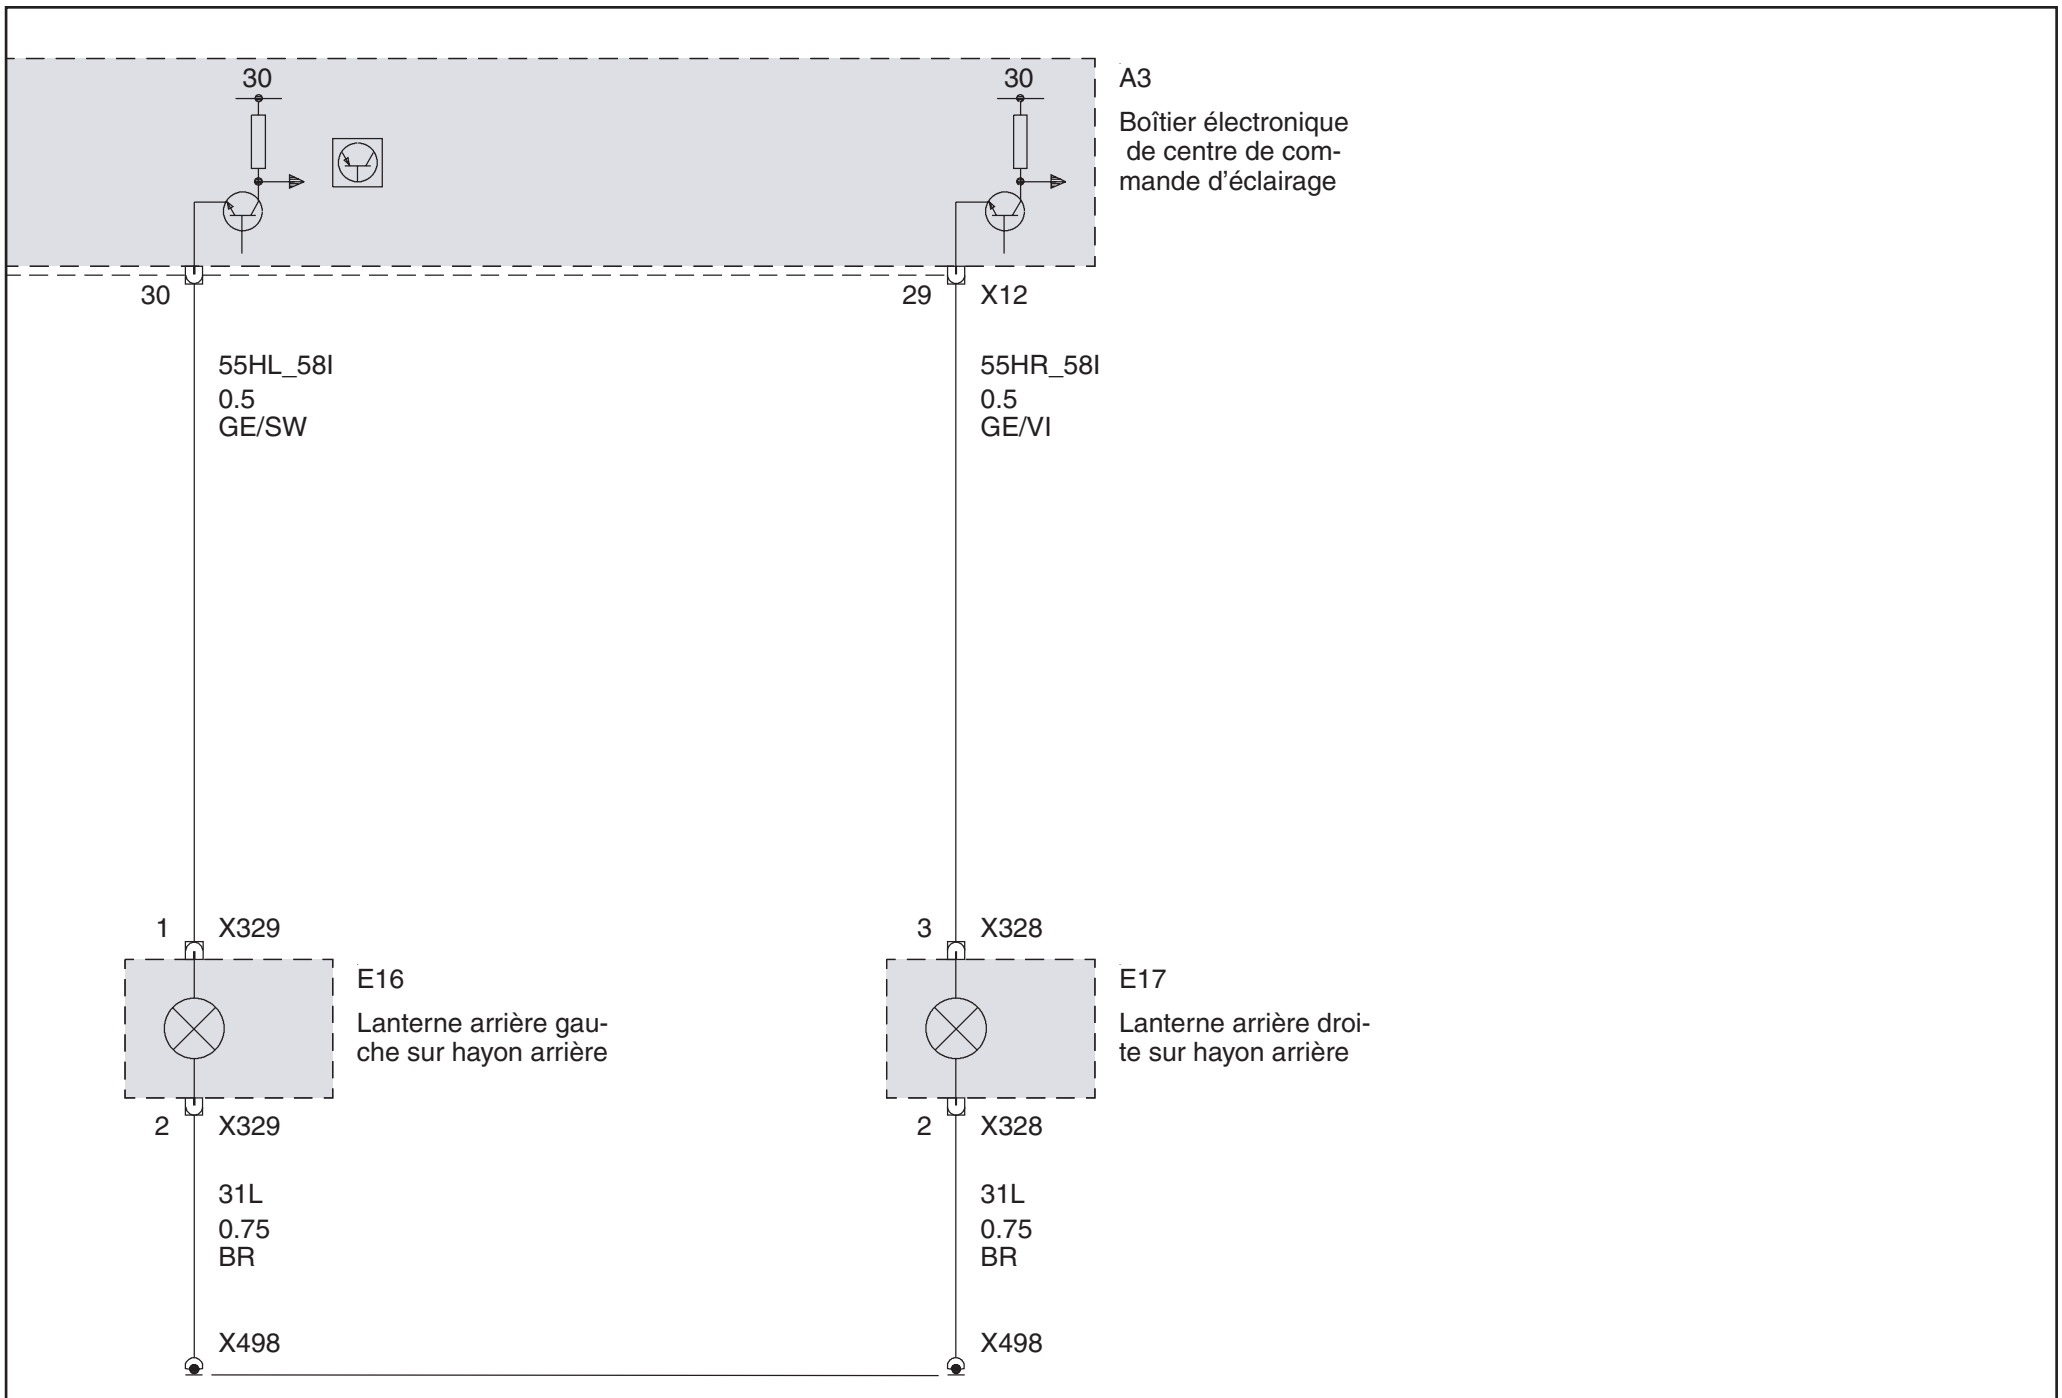 30
30
A3
Boîtier électronique
de centre de com-
mande d'éclairage
30
29
X12
55HL_58I
0.5
GE/SW
55HR_58I
0.5
GE/VI
1
X329
3
X328
E16
Lanterne arrière gau-
che sur hayon arrière
E17
Lanterne arrière droi-
te sur hayon arrière
2
X329
2
X328
31L
0.75
BR
31L
0.75
BR
X498
X498